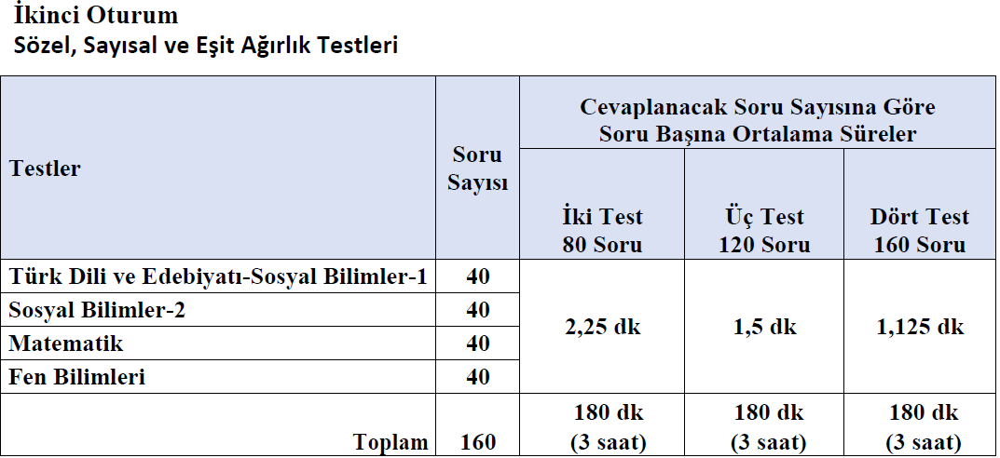 İkinci Oturum
Sözel, Sayısal ve Eşit Ağırlık Testleri
Testler
Soru
Sayısı
Cevaplanacak Soru Sayısına Göre
Soru Başına Ortalama Süreler
İki Test
80 Soru
Üç Test
120 Soru
Dört Test
160 Soru
Türk Dili ve Edebiyatı-Sosyal Bilimler-1 40
Sosyal Bilimler-2 40
Matematik 40
Fen Bilimleri 40
2,25 dk 1,5 dk 1,125 dk
Toplam 160
180 dk
(3 saat)
180 dk
(3 saat)
180 dk
(3 saat)